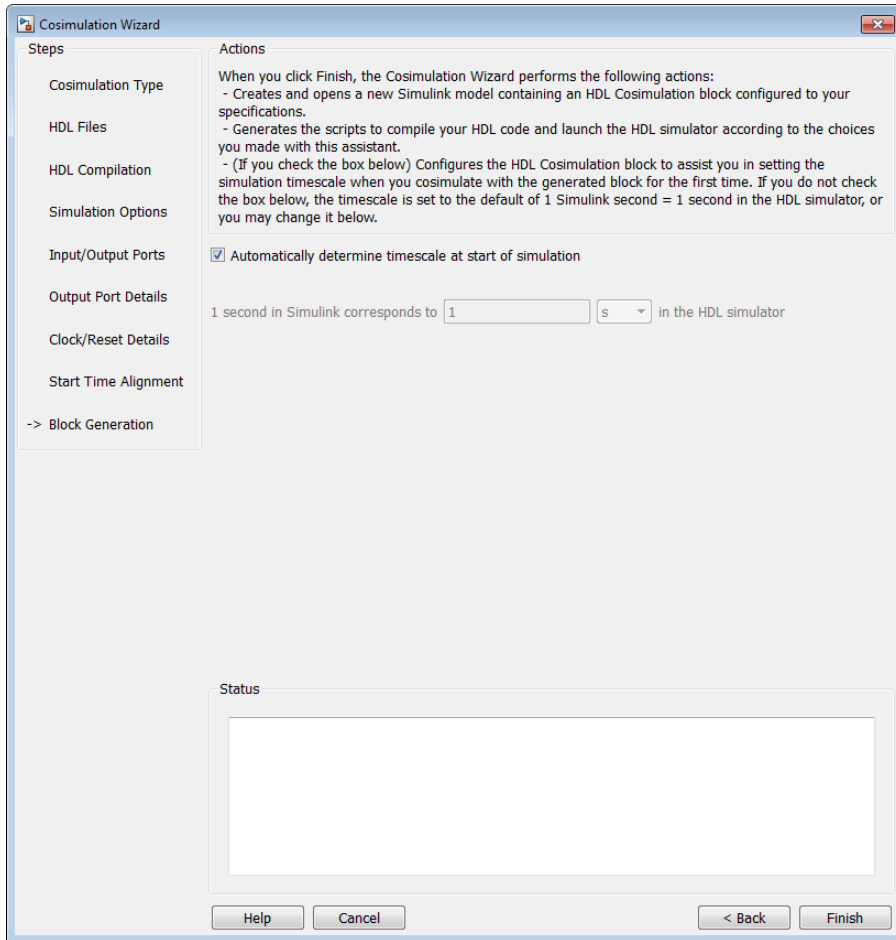 Cosimulation Wizard
Steps
Cosimulation Type
HDL Files
HDL Compilation
Simulation Options
Input/Output Ports
Output Port Details
Clock/Reset Details
Start Time Alignment
-> Block Generation
Actions
When you click Finish, the Cosimulation Wizard performs the following actions:
- Creates and opens a new Simulink model containing an HDL Cosimulation block configured to your
specifications.
- Generates the scripts to compile your HDL code and launch the HDL simulator according to the choices
you made with this assistant.
- (If you check the box below) Configures the HDL Cosimulation block to assist you in setting the
simulation timescale when you cosimulate with the generated block for the first time. If you do not check
the box below, the timescale is set to the default of 1 Simulink second = 1 second in the HDL simulator, or
you may change it below.
Automatically determine timescale at start of simulation
1 second in Simulink corresponds to 1 s in the HDL simulator
Status
Help Cancel < Back Finish